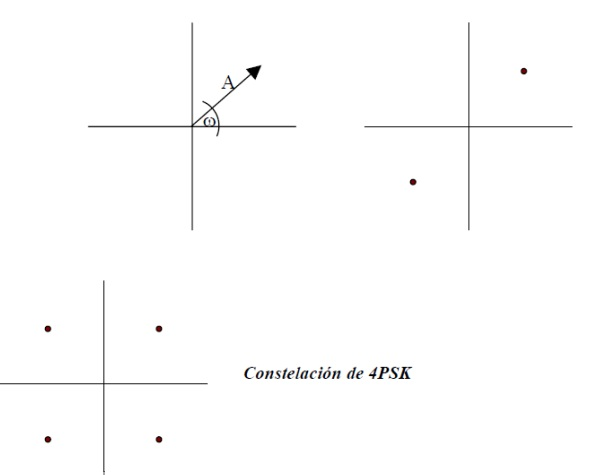 A
ω
Constelación de 4PSK